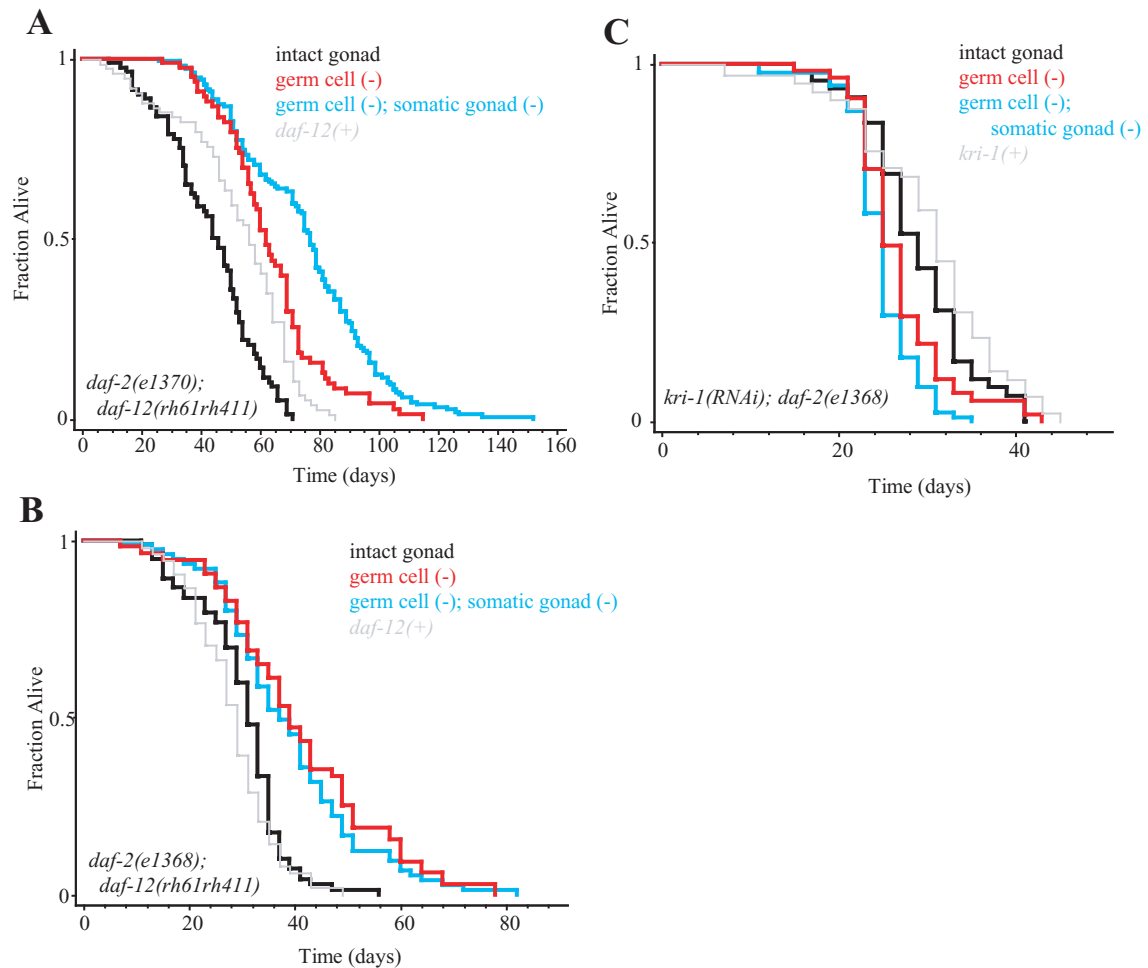 A
intact gonad
germ cell (-)
germ cell (-); somatic gonad (-)
daf-12(+)
1
0.5
0
Fraction Alive
daf-2(e1370);
daf-12(rh61rh411)
0 20 40 60 80 100 120 140 160
Time (days)
B
intact gonad
germ cell (-)
germ cell (-); somatic gonad (-)
daf-12(+)
1
0.5
0
Fraction Alive
daf-2(e1368);
daf-12(rh61rh411)
0 20 40 60 80
Time (days)
C
intact gonad
germ cell (-)
germ cell (-);
somatic gonad (-)
kri-1(+)
1
0.5
0
Fraction Alive
kri-1(RNAi); daf-2(e1368)
0 20 40
Time (days)